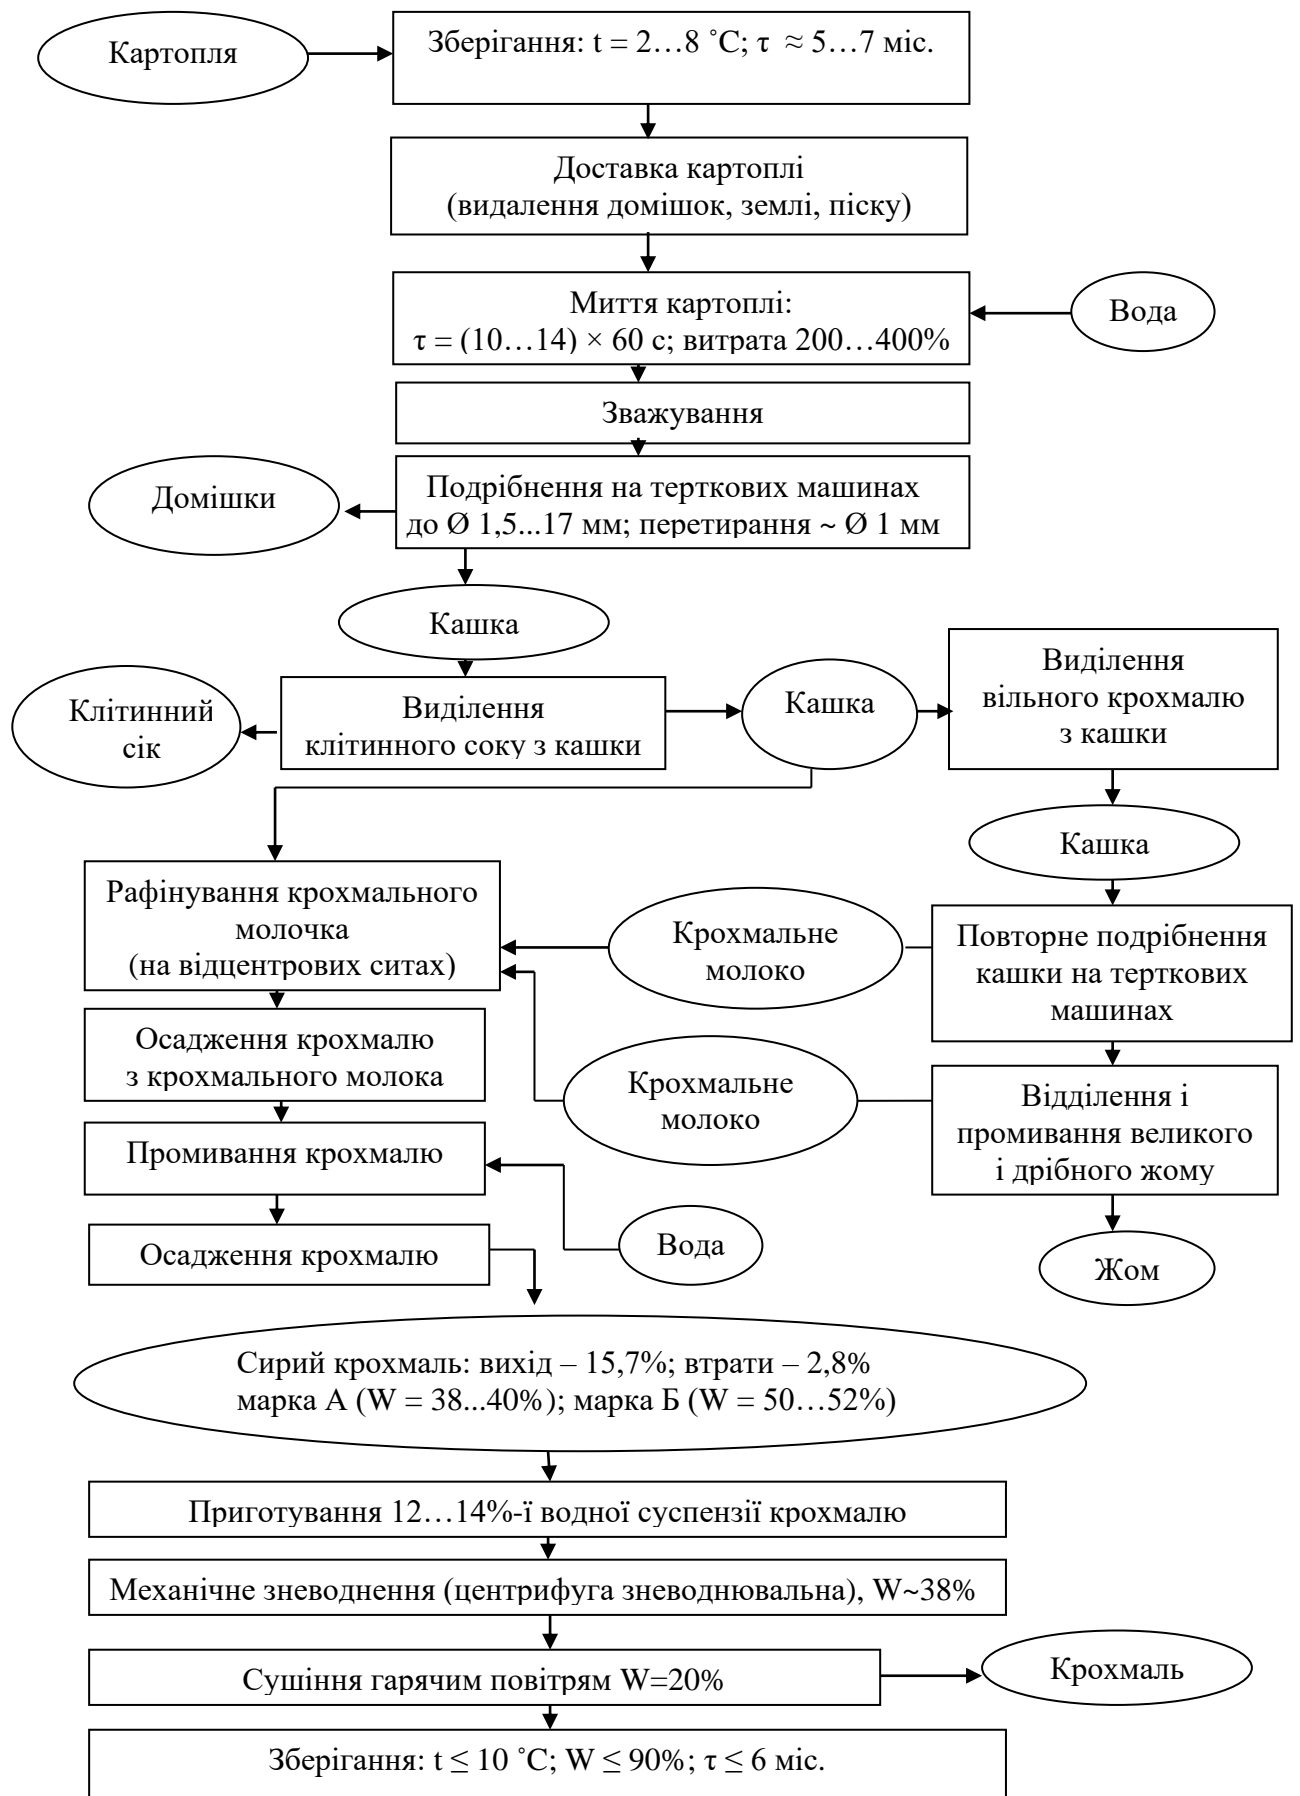 Картопля
Зберігання: t = 2…8 ˚С; τ ≈ 5…7 міс.
Доставка картоплі
(видалення домішок, землі, піску)
Миття картоплі:
τ = (10…14) × 60 с; витрата 200…400%
Вода
Зважування
Домішки
Подрібнення на терткових машинах
до Ø 1,5...17 мм; перетирання ~ Ø 1 мм
Кашка
Клітинний
сік
Виділення
клітинного соку з кашки
Кашка
Виділення
вільного крохмалю
з кашки
Кашка
Рафінування крохмального
молочка
(на відцентрових ситах)
Крохмальне
молоко
Повторне подрібнення
кашки на терткових
машинах
Осадження крохмалю
з крохмального молока
Крохмальне
молоко
Відділення і
промивання великого
і дрібного жому
Промивання крохмалю
Осадження крохмалю
Вода
Жом
Сирий крохмаль: вихід – 15,7%; втрати – 2,8%
марка А (W = 38...40%); марка Б (W = 50…52%)
Приготування 12…14%-ї водної суспензії крохмалю
Механічне зневоднення (центрифуга зневоднювальна), W~38%
Сушіння гарячим повітрям W=20%
Крохмаль
Зберігання: t ≤ 10 ˚С; W ≤ 90%; τ ≤ 6 міс.